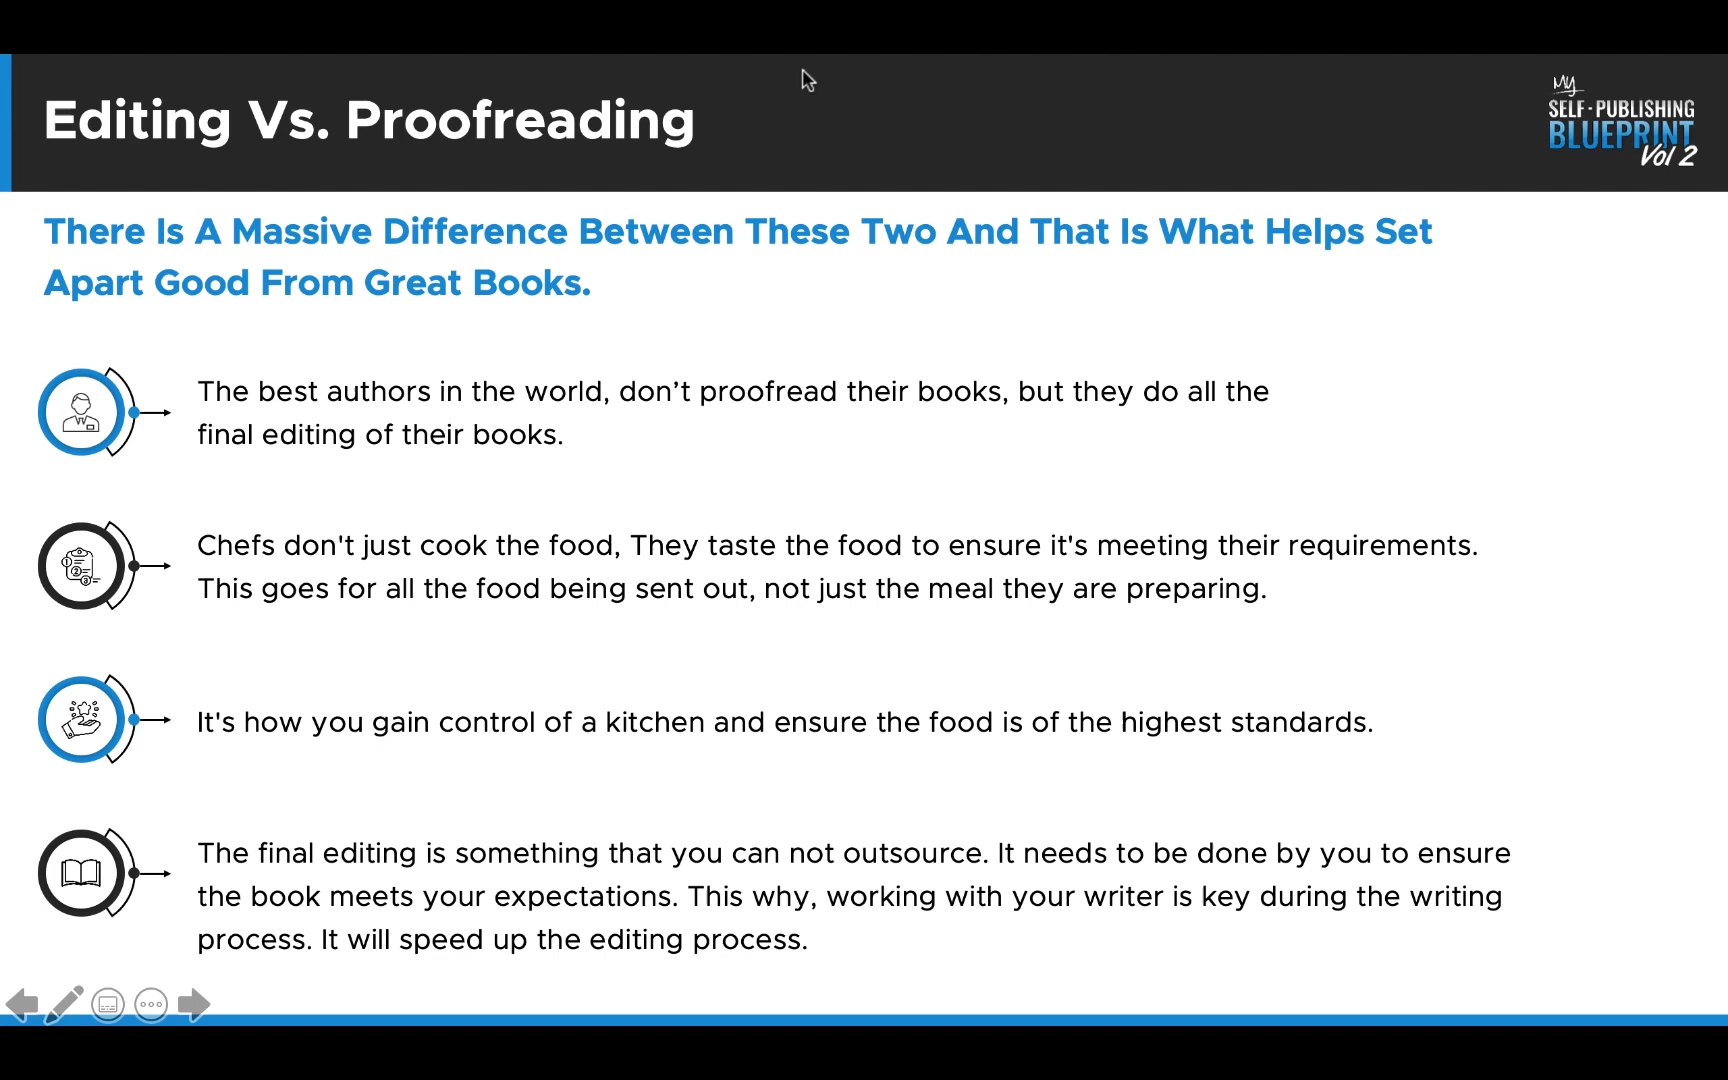 Editing Vs. Proofreading
My
SELF-PUBLISHING
BLUEPRINT
Vol 2
There Is A Massive Difference Between These Two And That Is What Helps Set
Apart Good From Great Books.
The best authors in the world, don’t proofread their books, but they do all the
final editing of their books.
1
2
3
Chefs don't just cook the food, They taste the food to ensure it's meeting their requirements.
This goes for all the food being sent out, not just the meal they are preparing.
It's how you gain control of a kitchen and ensure the food is of the highest standards.
The final editing is something that you can not outsource. It needs to be done by you to ensure
the book meets your expectations. This why, working with your writer is key during the writing
process. It will speed up the editing process.